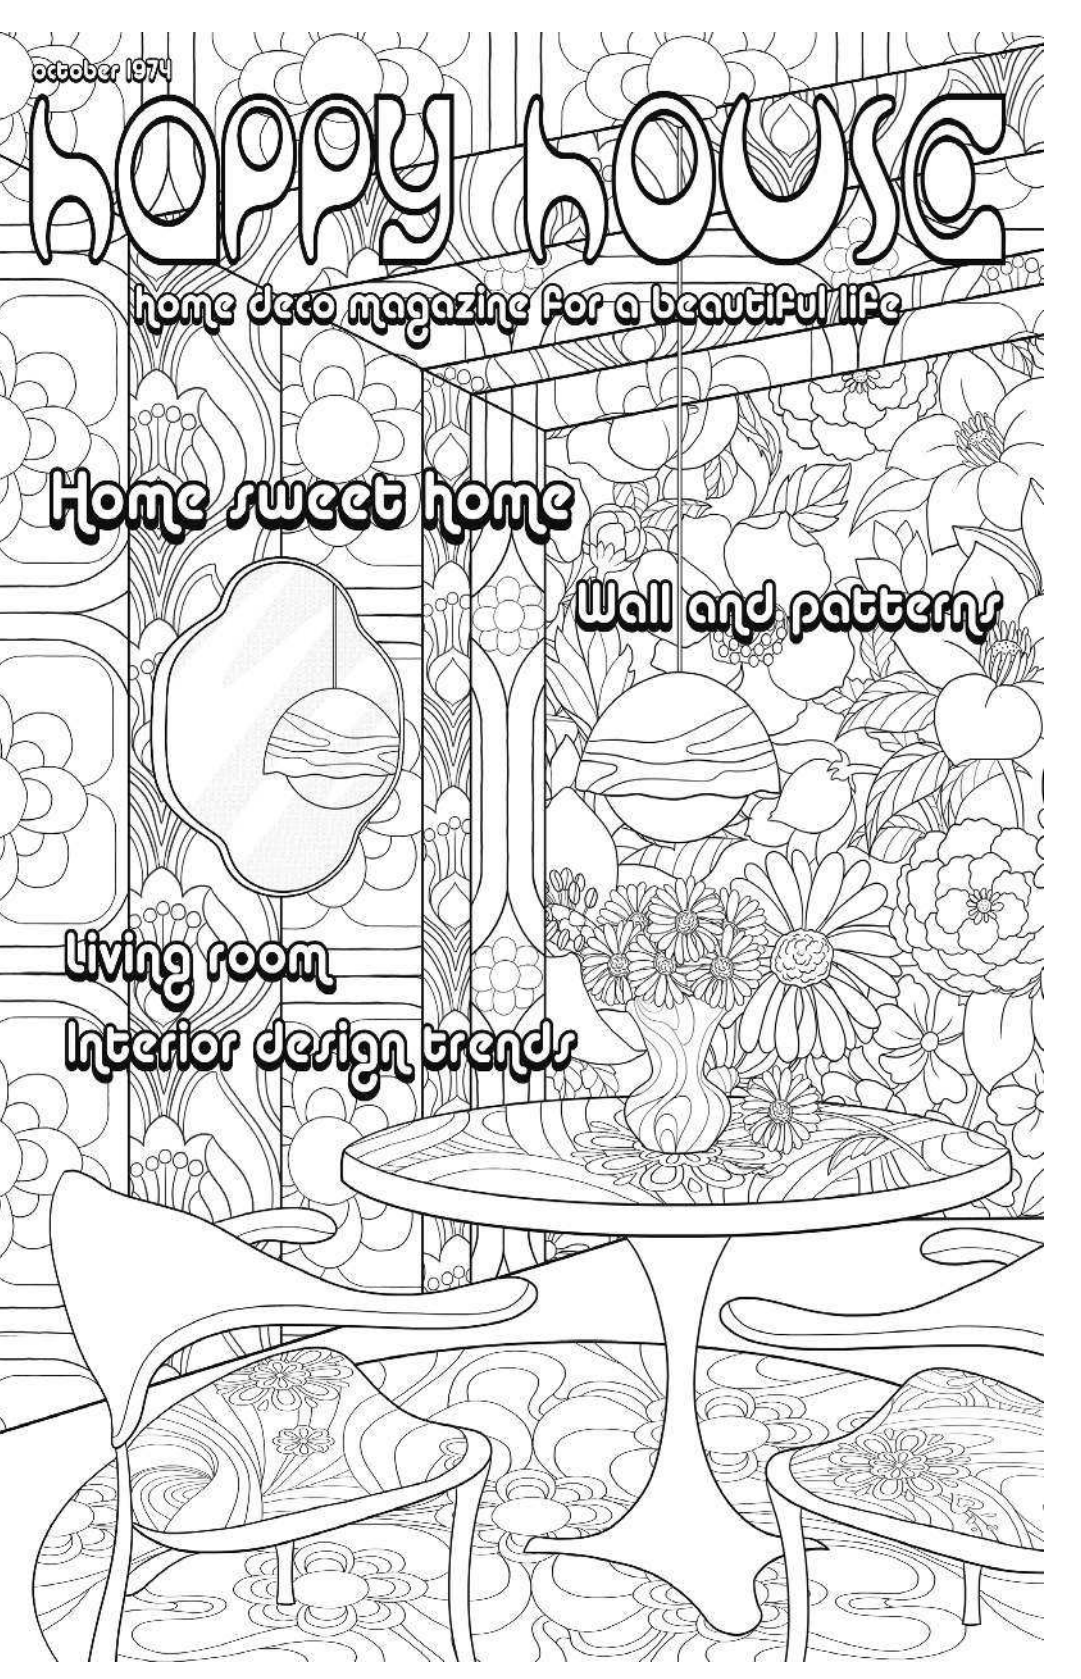 october 1974
happy house
home deco magazine for a beautiful life
Home sweet home
Wall and patterns
Living room
Interior design trends